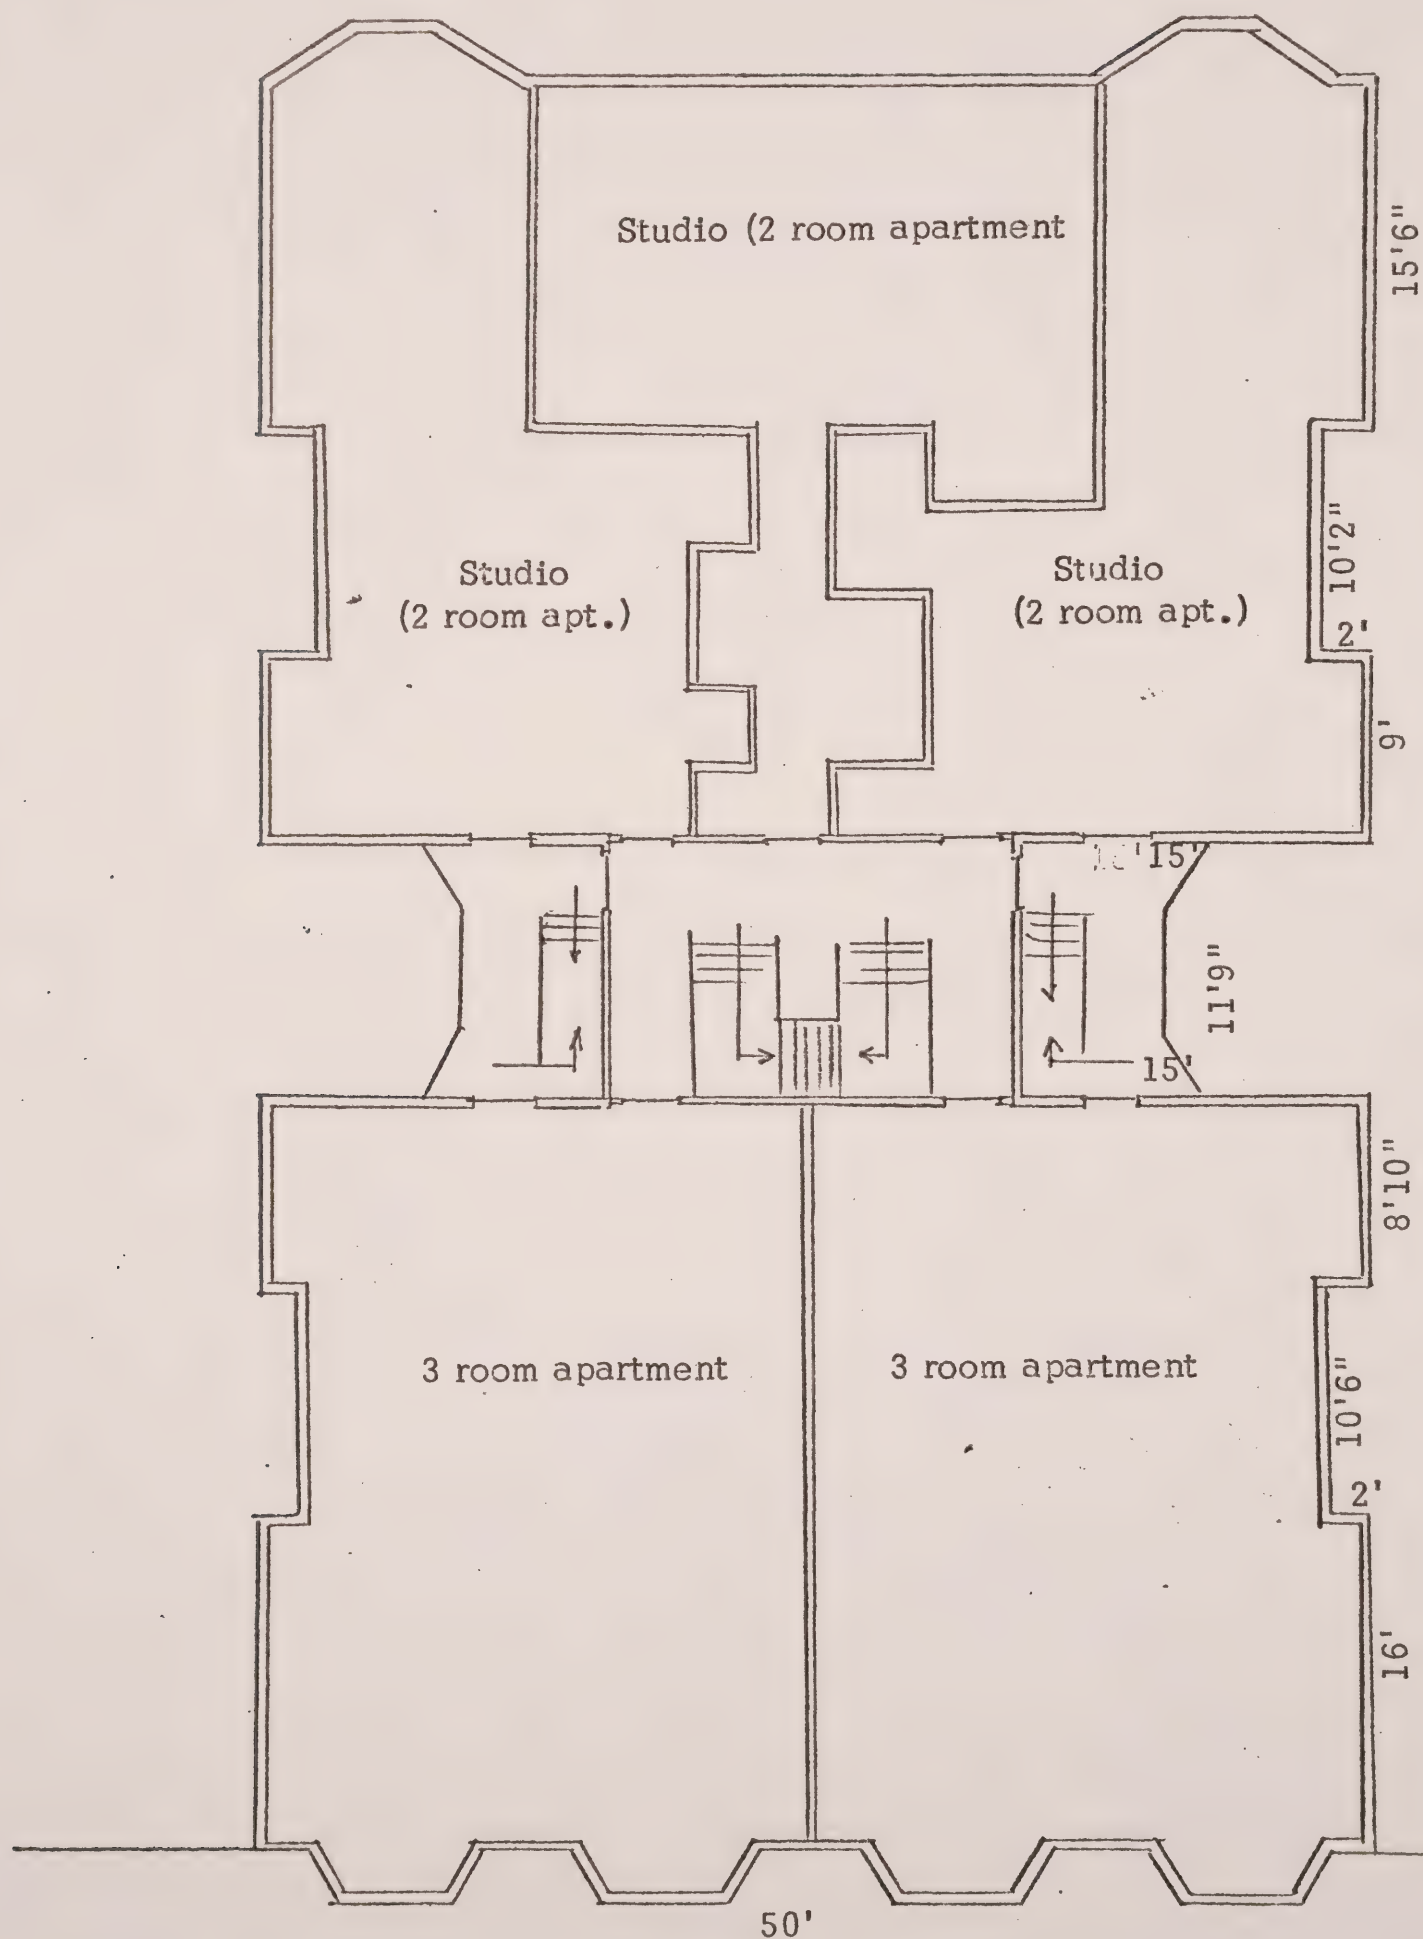 Studio (2 room apartment
15'6"
Studio
(2 room apt.)
Studio
(2 room apt.)
10'2"
2'
9'
15'
11'9"
15'
8'10"
3 room apartment
3 room apartment
10'6"
2'
16'
50'